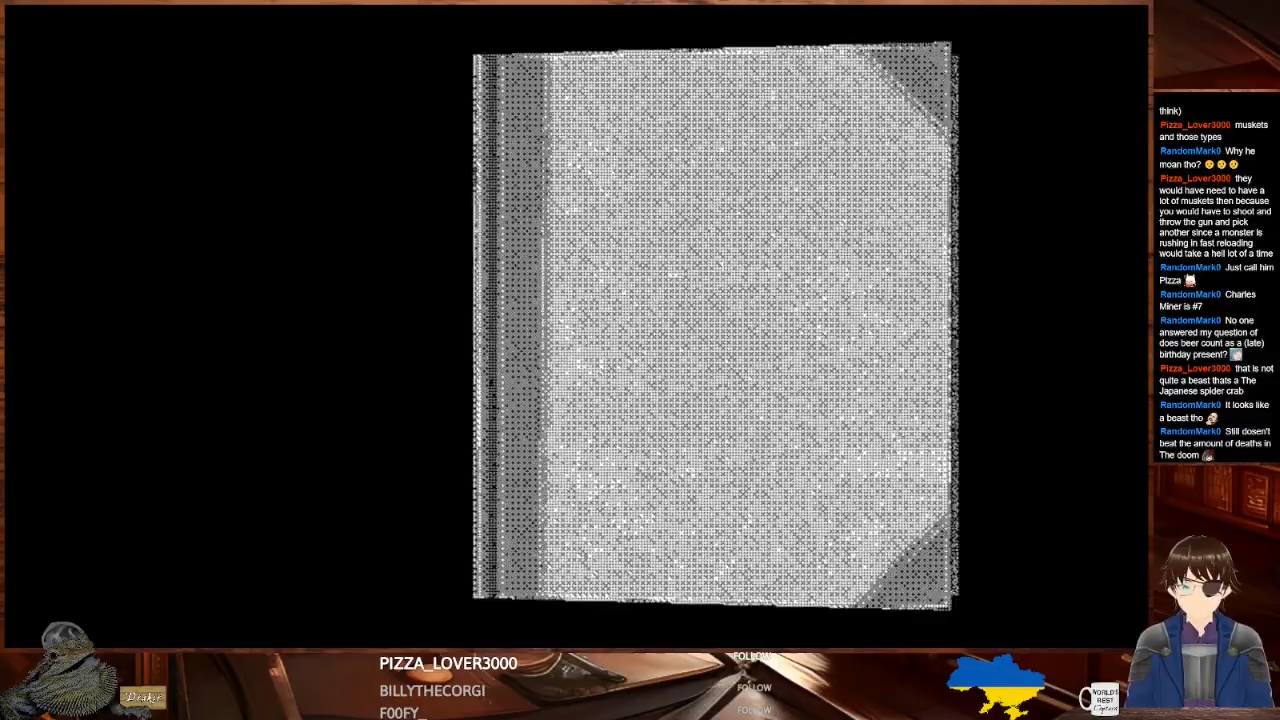 think)
Pizza_Lover3000 muskets
and those types
RandomMark0 Why he
moan tho?
Pizza_Lover3000 they
would have need to have a
lot of muskets then because
you would have to shoot and
throw the gun and pick
another since a monster is
rushing in fast reloading
would take a hell lot of a time
RandomMark0 Just call him
Pizza
RandomMark0 Charles
Miner is #7
RandomMark0 No one
answered my question of
does beer count as a (late)
birthday present?
Pizza_Lover3000 that is not
quite a beast thats a The
Japanese spider crab
RandomMark0 It looks like
a beast tho
RandomMark0 Still dosen't
beat the amount of deaths in
The doom
PIZZA_LOVER3000
FOLLOW
BILLYTHECORGI
FOLLOW
F00FY_
FOLLOW
Drake
WORLD'S